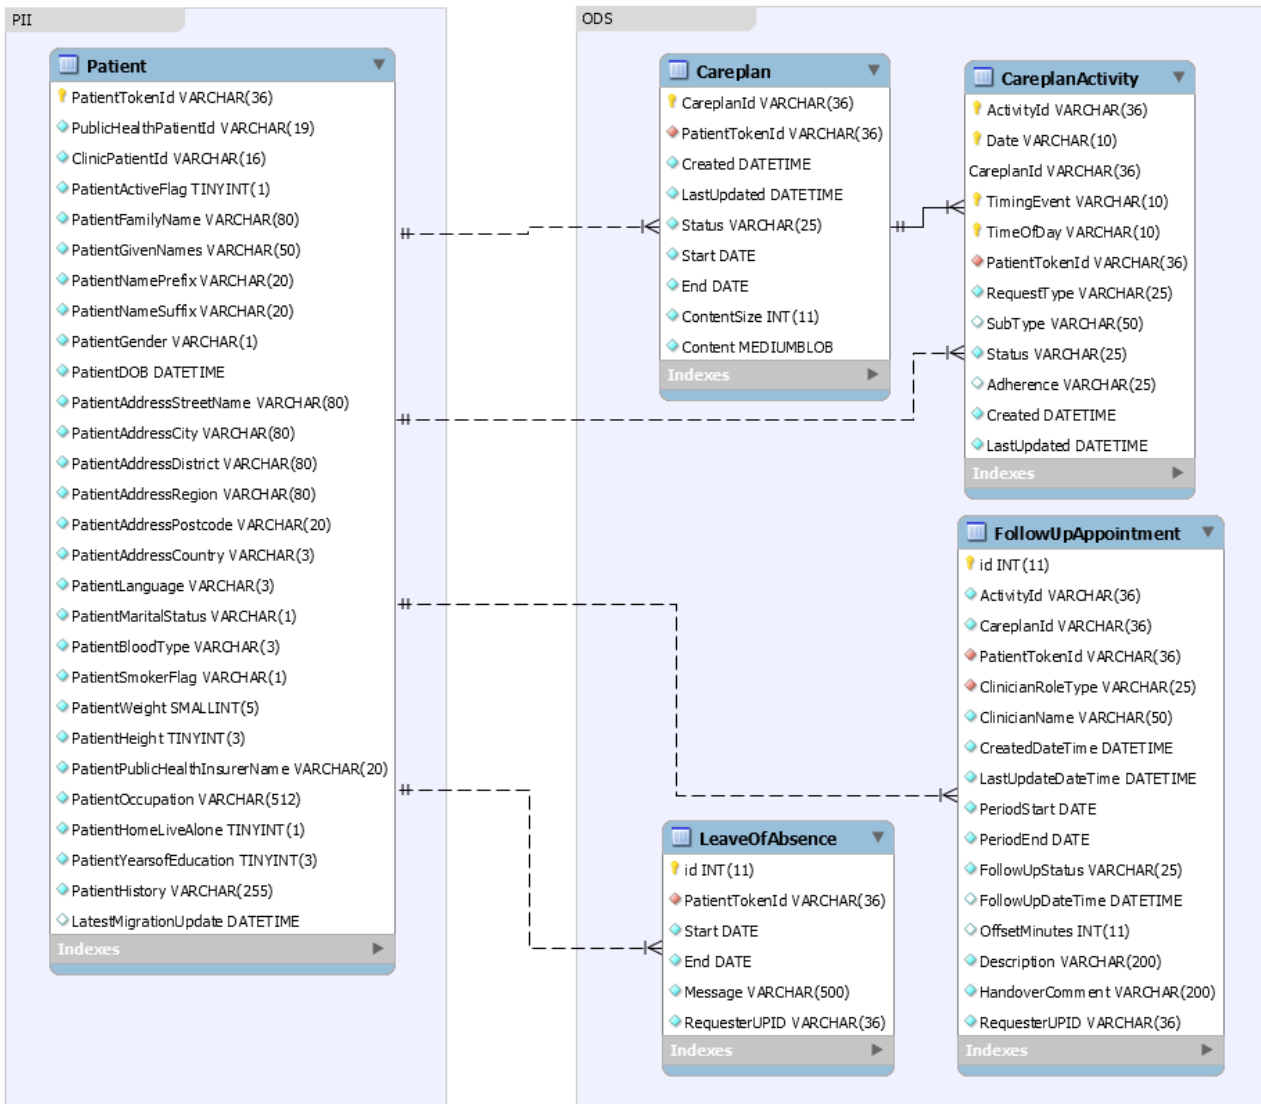 PII
Patient
PatientTokenId VARCHAR(36)
PublicHealthPatientId VARCHAR(19)
ClinicPatientId VARCHAR(16)
PatientActiveFlag TINYINT(1)
PatientFamilyName VARCHAR(80)
PatientGivenNames VARCHAR(50)
PatientNamePrefix VARCHAR(20)
PatientNameSuffix VARCHAR(20)
PatientGender VARCHAR(1)
PatientDOB DATETIME
PatientAddressStreetName VARCHAR(80)
PatientAddressCity VARCHAR(80)
PatientAddressDistrict VARCHAR(80)
PatientAddressRegion VARCHAR(80)
PatientAddressPostcode VARCHAR(20)
PatientAddressCountry VARCHAR(3)
PatientLanguage VARCHAR(3)
PatientMaritalStatus VARCHAR(1)
PatientBloodType VARCHAR(3)
PatientSmokerFlag VARCHAR(1)
PatientWeight SMALLINT(5)
PatientHeight TINYINT(3)
PatientPublicHealthInsurerName VARCHAR(20)
PatientOccupation VARCHAR(512)
PatientHomeLiveAlone TINYINT(1)
PatientYearsofEducation TINYINT(3)
PatientHistory VARCHAR(255)
LatestMigrationUpdate DATETIME
Indexes
ODS
Careplan
CareplanId VARCHAR(36)
PatientTokenId VARCHAR(36)
Created DATETIME
LastUpdated DATETIME
Status VARCHAR(25)
Start DATE
End DATE
ContentSize INT(11)
Content MEDIUMBLOB
Indexes
CareplanActivity
ActivityId VARCHAR(36)
Date VARCHAR(10)
CareplanId VARCHAR(36)
TimingEvent VARCHAR(10)
TimeOfDay VARCHAR(10)
PatientTokenId VARCHAR(36)
RequestType VARCHAR(25)
SubType VARCHAR(50)
Status VARCHAR(25)
Adherence VARCHAR(25)
Created DATETIME
LastUpdated DATETIME
Indexes
FollowUpAppointment
id INT(11)
ActivityId VARCHAR(36)
CareplanId VARCHAR(36)
PatientTokenId VARCHAR(36)
ClinicianRoleType VARCHAR(25)
ClinicianName VARCHAR(50)
CreatedDateTime DATETIME
LastUpdateDateTime DATETIME
PeriodStart DATE
PeriodEnd DATE
FollowUpStatus VARCHAR(25)
FollowUpDateTime DATETIME
OffsetMinutes INT(11)
Description VARCHAR(200)
HandoverComment VARCHAR(200)
RequesterUPID VARCHAR(36)
Indexes
LeaveOfAbsence
id INT(11)
PatientTokenId VARCHAR(36)
Start DATE
End DATE
Message VARCHAR(500)
RequesterUPID VARCHAR(36)
Indexes